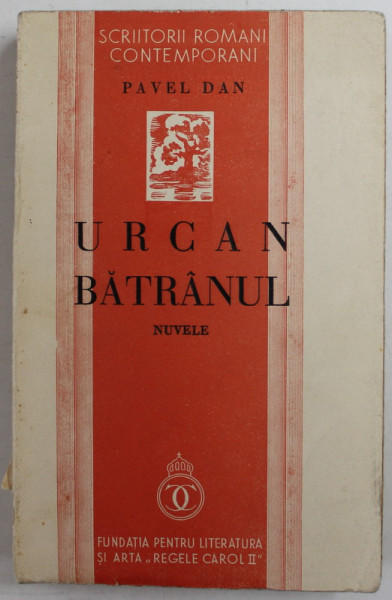 SCRIITORII ROMANI
CONTEMPORANI
PAVEL DAN
URCAN
BĂTRÂNUL
NUVELE
FUNDAȚIA PENTRU LITERATURA
ȘI ARTA „REGELE CAROL II”